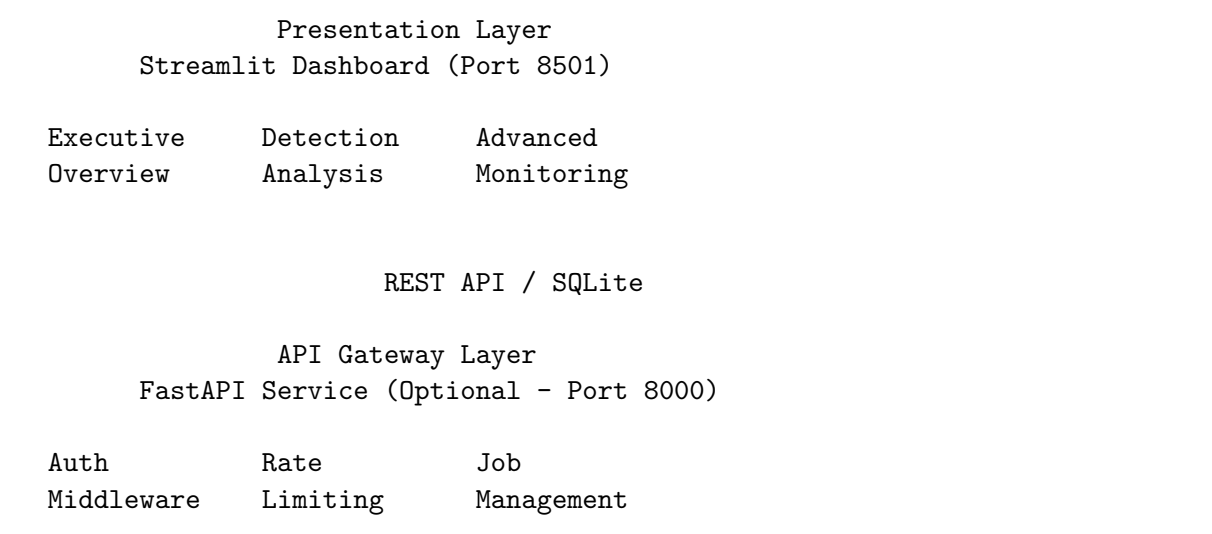 Presentation Layer
Streamlit Dashboard (Port 8501)
Executive Detection Advanced
Overview Analysis Monitoring
REST API / SQLite
API Gateway Layer
FastAPI Service (Optional - Port 8000)
Auth Rate Job
Middleware Limiting Management